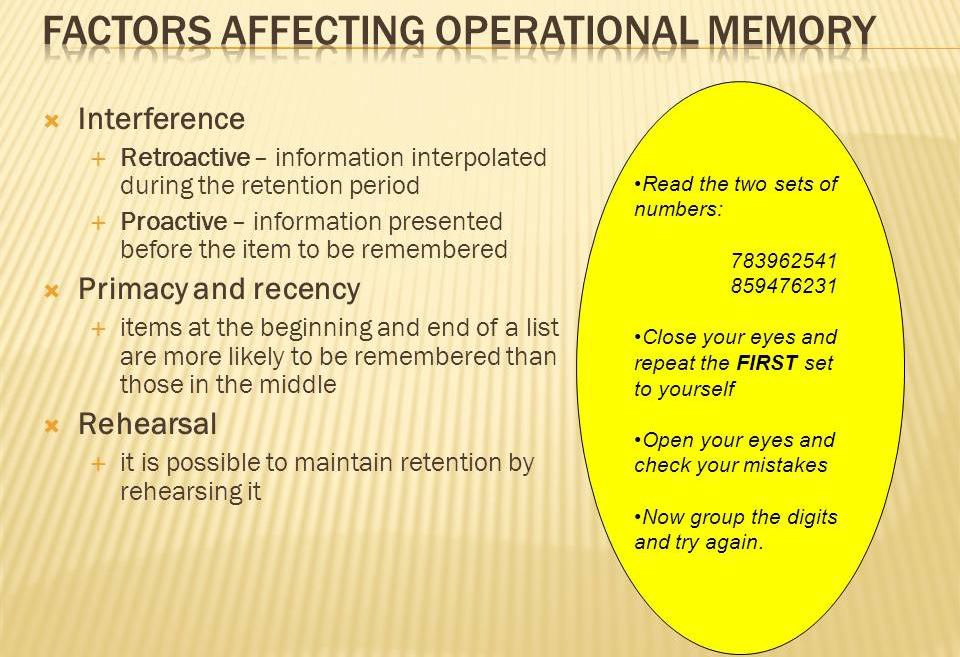 FACTORS AFFECTING OPERATIONAL MEMORY
Interference
Retroactive – information interpolated
during the retention period
Proactive – information presented
before the item to be remembered
Primacy and recency
items at the beginning and end of a list
are more likely to be remembered than
those in the middle
Rehearsal
it is possible to maintain retention by
rehearsing it
•Read the two sets of
numbers:
783962541
859476231
•Close your eyes and
repeat the FIRST set
to yourself
•Open your eyes and
check your mistakes
•Now group the digits
and try again.